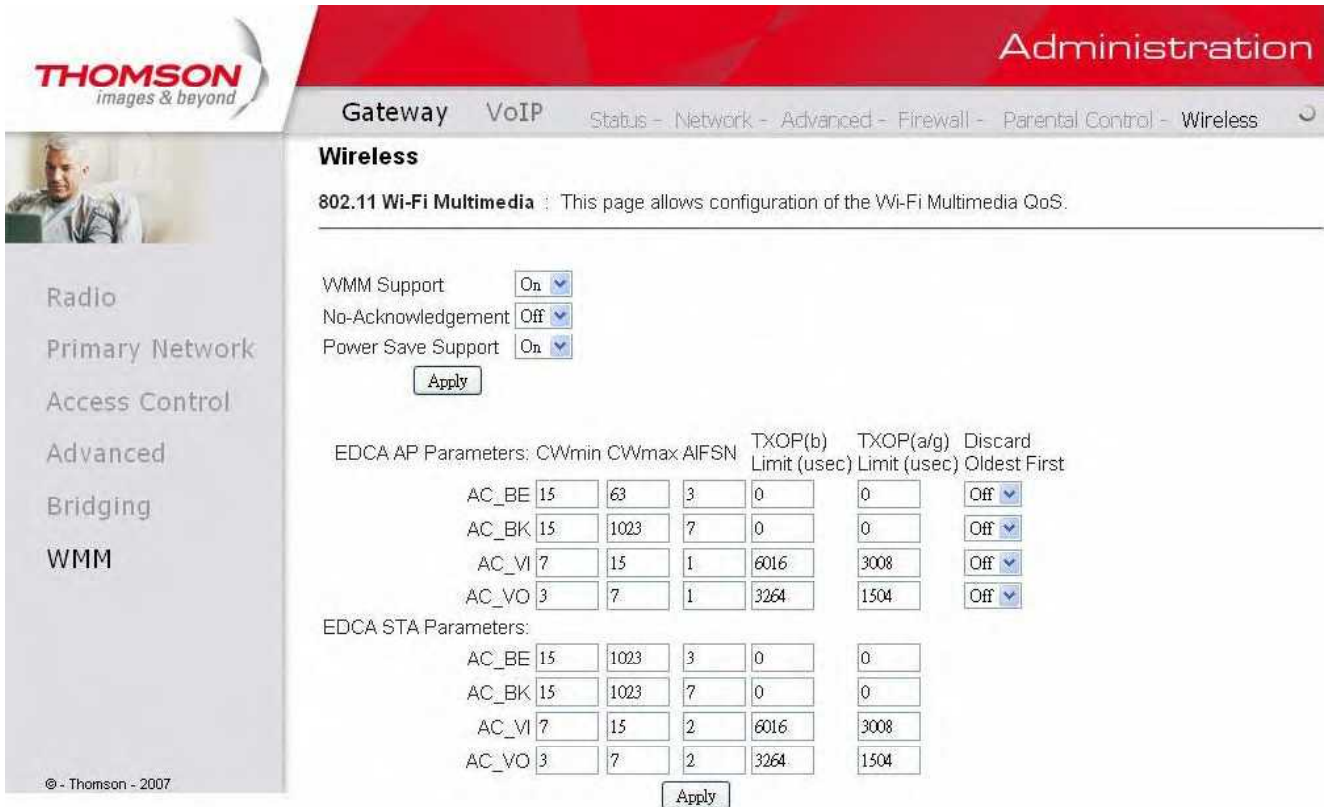 THOMSON
images & beyond
Administration
Gateway VoIP Status - Network - Advanced - Firewall - Parental Control - Wireless
Wireless
802.11 Wi-Fi Multimedia : This page allows configuration of the Wi-Fi Multimedia QoS.
Radio
Primary Network
Access Control
Advanced
Bridging
WMM
© - Thomson - 2007
WMM Support On
No-Acknowledgement Off
Power Save Support On
Apply
EDCA AP Parameters: CWmin CWmax AIFSN TXOP(b) Limit (usec) TXOP(a/g) Limit (usec) Discard Oldest First
AC_BE 15 63 3 0 0 Off
AC_BK 15 1023 7 0 0 Off
AC_VI 7 15 1 6016 3008 Off
AC_VO 3 7 1 3264 1504 Off
EDCA STA Parameters:
AC_BE 15 1023 3 0 0
AC_BK 15 1023 7 0 0
AC_VI 7 15 2 6016 3008
AC_VO 3 7 2 3264 1504
Apply